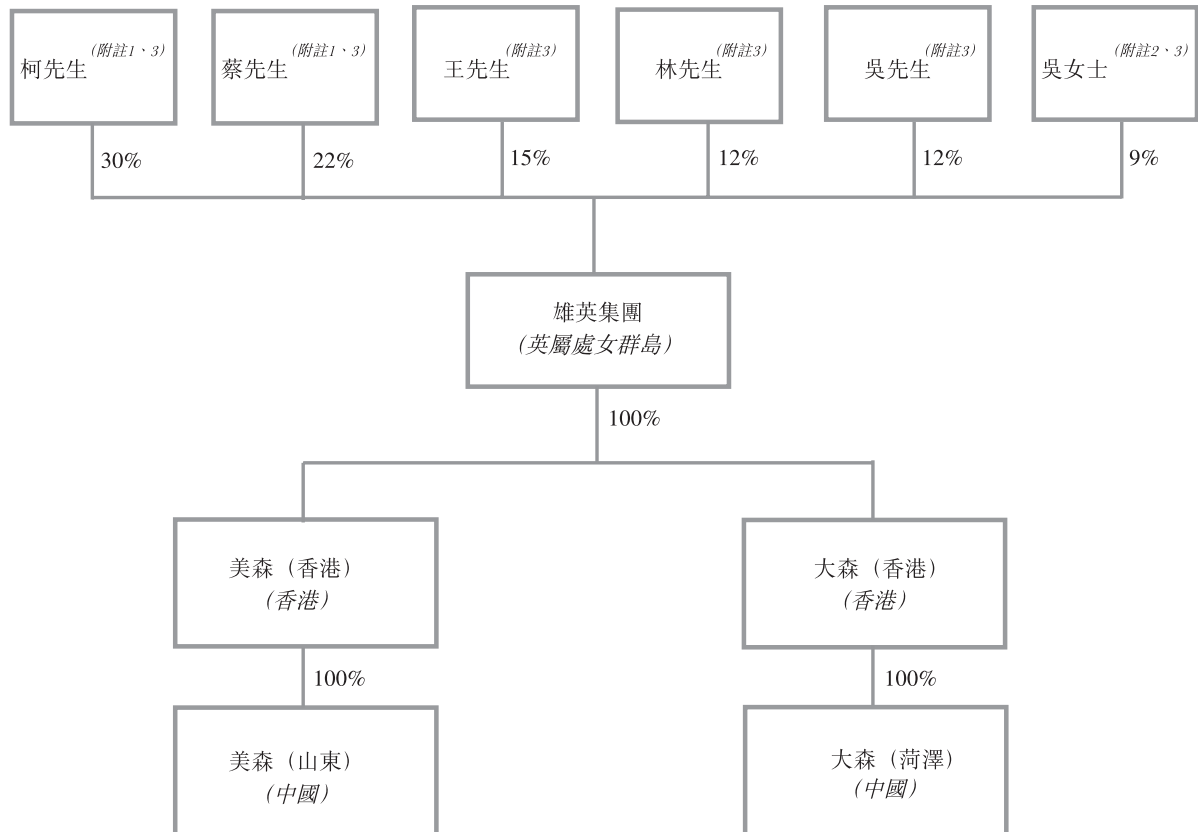 柯先生(附註1、3)
蔡先生(附註1、3)
王先生(附註3)
林先生(附註3)
吳先生(附註3)
吳女士(附註2、3)
30%
22%
15%
12%
12%
9%
雄英集團
(英屬處女群島)
100%
美森(香港)
(香港)
大森(香港)
(香港)
100%
100%
美森(山東)
(中國)
大森(菏澤)
(中國)